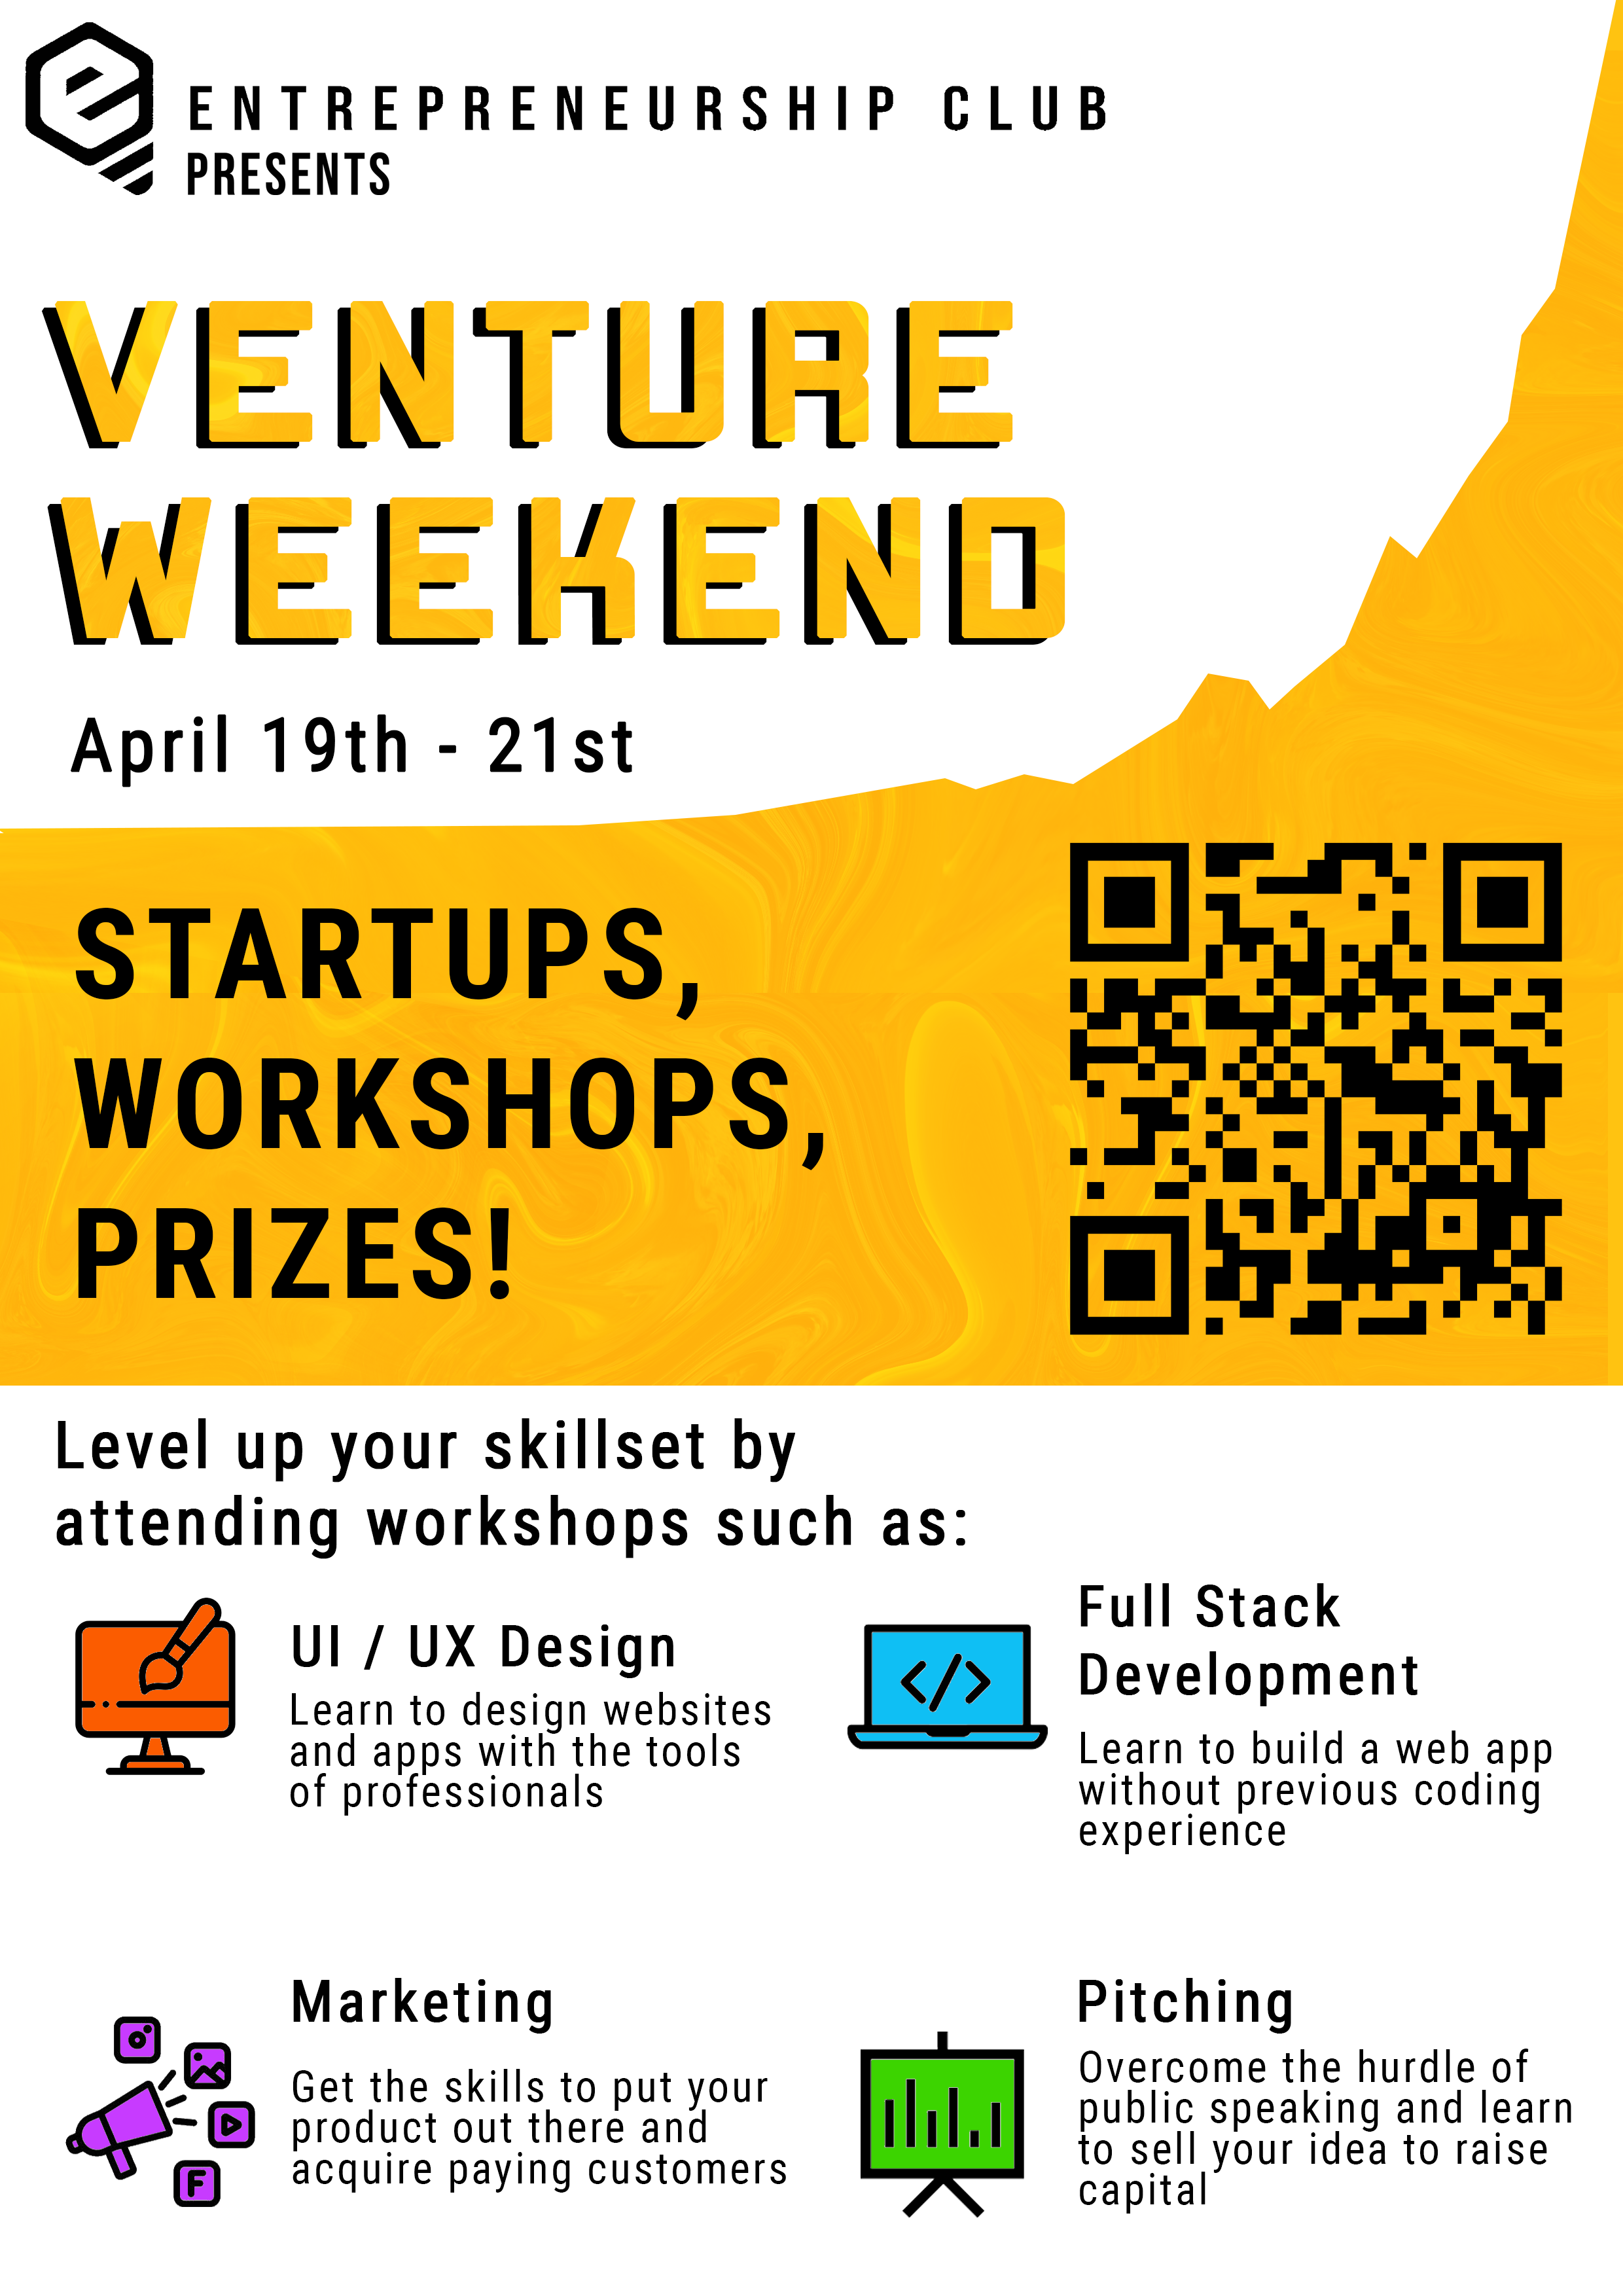 ENTREPRENEURSHIP CLUB
PRESENTS
VENTURE
WEEKEND
April 19th - 21st
STARTUPS,
WORKSHOPS,
PRIZES!
Level up your skillset by
attending workshops such as:
UI / UX Design
Learn to design websites
and apps with the tools
of professionals
Full Stack
Development
Learn to build a web app
without previous coding
experience
Marketing
Get the skills to put your
product out there and
acquire paying customers
Pitching
Overcome the hurdle of
public speaking and learn
to sell your idea to raise
capital